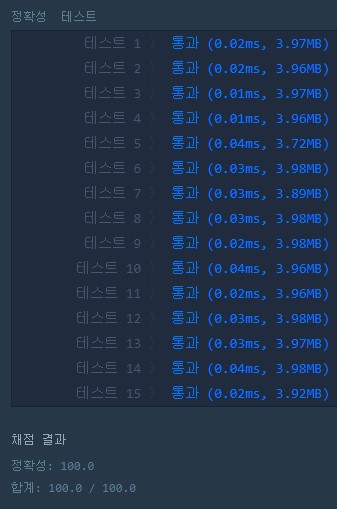 정확성 테스트
테스트 1 〉 통과 (0.02ms, 3.97MB)
테스트 2 〉 통과 (0.02ms, 3.96MB)
테스트 3 〉 통과 (0.01ms, 3.97MB)
테스트 4 〉 통과 (0.01ms, 3.96MB)
테스트 5 〉 통과 (0.04ms, 3.72MB)
테스트 6 〉 통과 (0.03ms, 3.98MB)
테스트 7 〉 통과 (0.03ms, 3.89MB)
테스트 8 〉 통과 (0.03ms, 3.98MB)
테스트 9 〉 통과 (0.02ms, 3.98MB)
테스트 10 〉 통과 (0.04ms, 3.96MB)
테스트 11 〉 통과 (0.02ms, 3.96MB)
테스트 12 〉 통과 (0.03ms, 3.98MB)
테스트 13 〉 통과 (0.03ms, 3.97MB)
테스트 14 〉 통과 (0.04ms, 3.98MB)
테스트 15 〉 통과 (0.02ms, 3.92MB)
채점 결과
정확성: 100.0
합계: 100.0 / 100.0